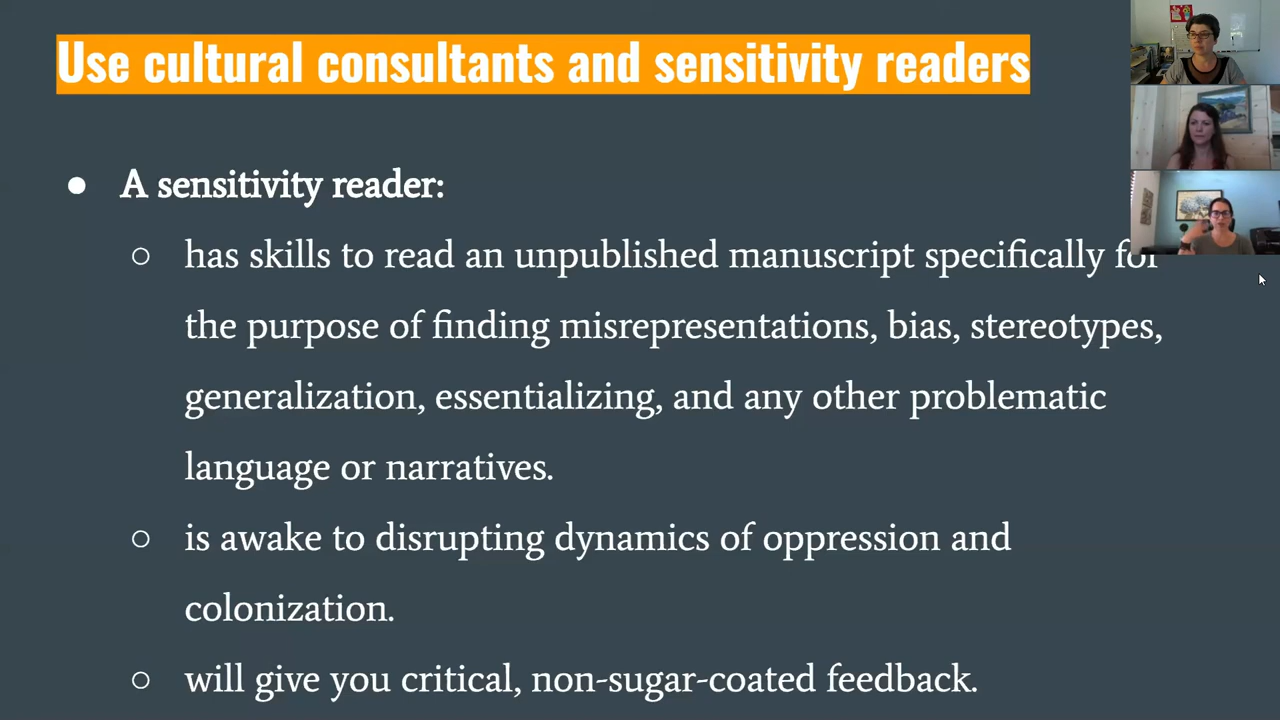 Use cultural consultants and sensitivity readers
● A sensitivity reader:
○ has skills to read an unpublished manuscript specifically for
the purpose of finding misrepresentations, bias, stereotypes,
generalization, essentializing, and any other problematic
language or narratives.
○ is awake to disrupting dynamics of oppression and
colonization.
○ will give you critical, non-sugar-coated feedback.